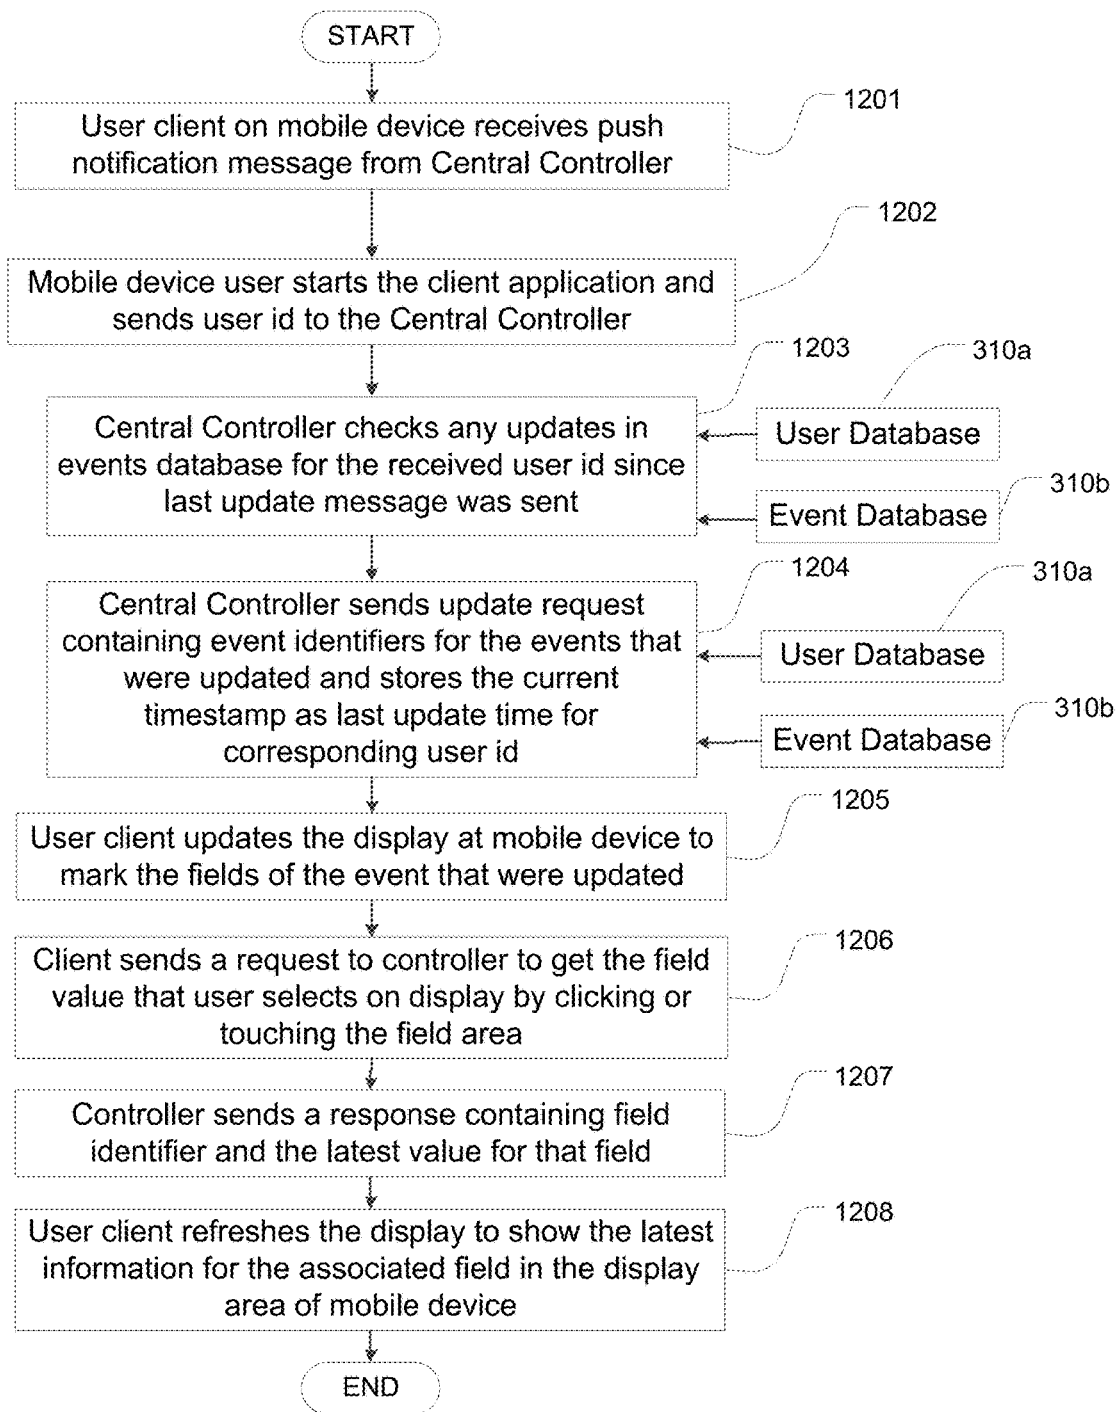 START
1201
User client on mobile device receives push
notification message from Central Controller
1202
Mobile device user starts the client application and
sends user id to the Central Controller
1203
310a
Central Controller checks any updates in
events database for the received user id since
last update message was sent
User Database
310b
Event Database
1204
310a
Central Controller sends update request
containing event identifiers for the events that
were updated and stores the current
timestamp as last update time for
corresponding user id
User Database
310b
Event Database
1205
User client updates the display at mobile device to
mark the fields of the event that were updated
1206
Client sends a request to controller to get the field
value that user selects on display by clicking or
touching the field area
1207
Controller sends a response containing field
identifier and the latest value for that field
1208
User client refreshes the display to show the latest
information for the associated field in the display
area of mobile device
END